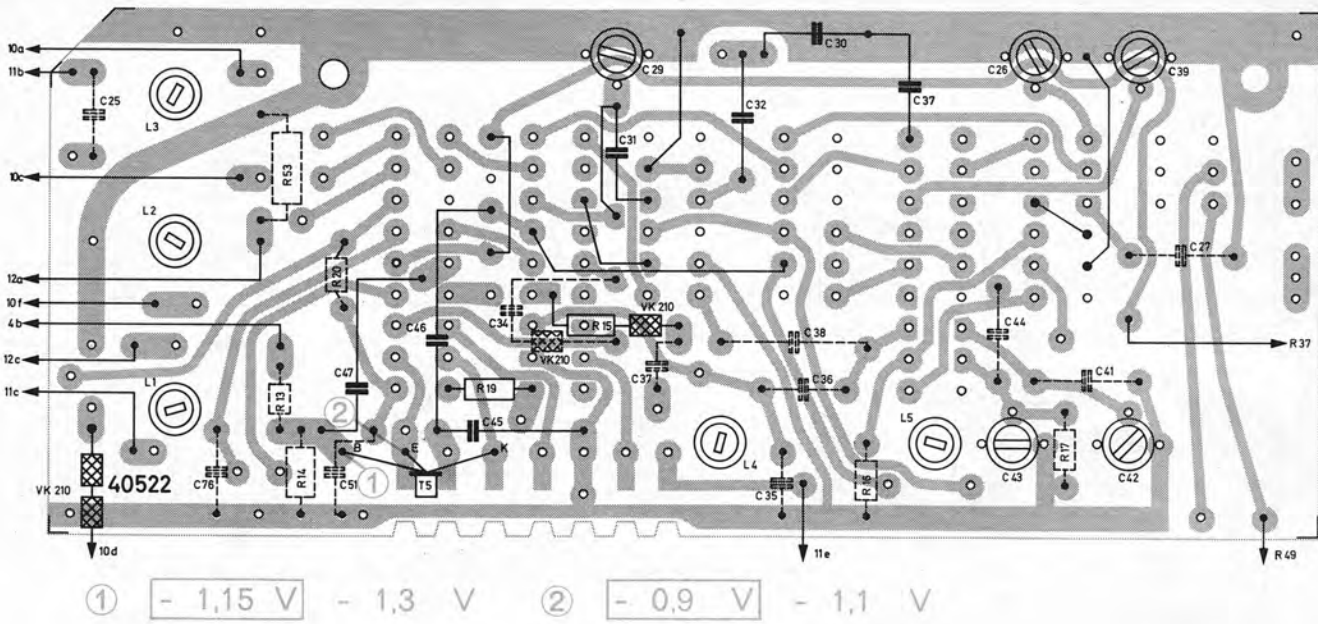 10a
11b
C25
L3
C29
C30
C26
C39
C37
C32
C31
10c
R53
L2
12a
R20
C27
10f
4b
C34
VK 210
R15
C46
VK210
C38
C44
R37
12c
C47
C37
C36
C41
11c
L1
R13
R19
②
C45
L5
B
E
K
L4
R17
C43
C42
VK 210
40522
C76
R14
C51
①
T5
C35
R16
10d
11e
R49
① - 1,15 V - 1,3 V ② - 0,9 V - 1,1 V